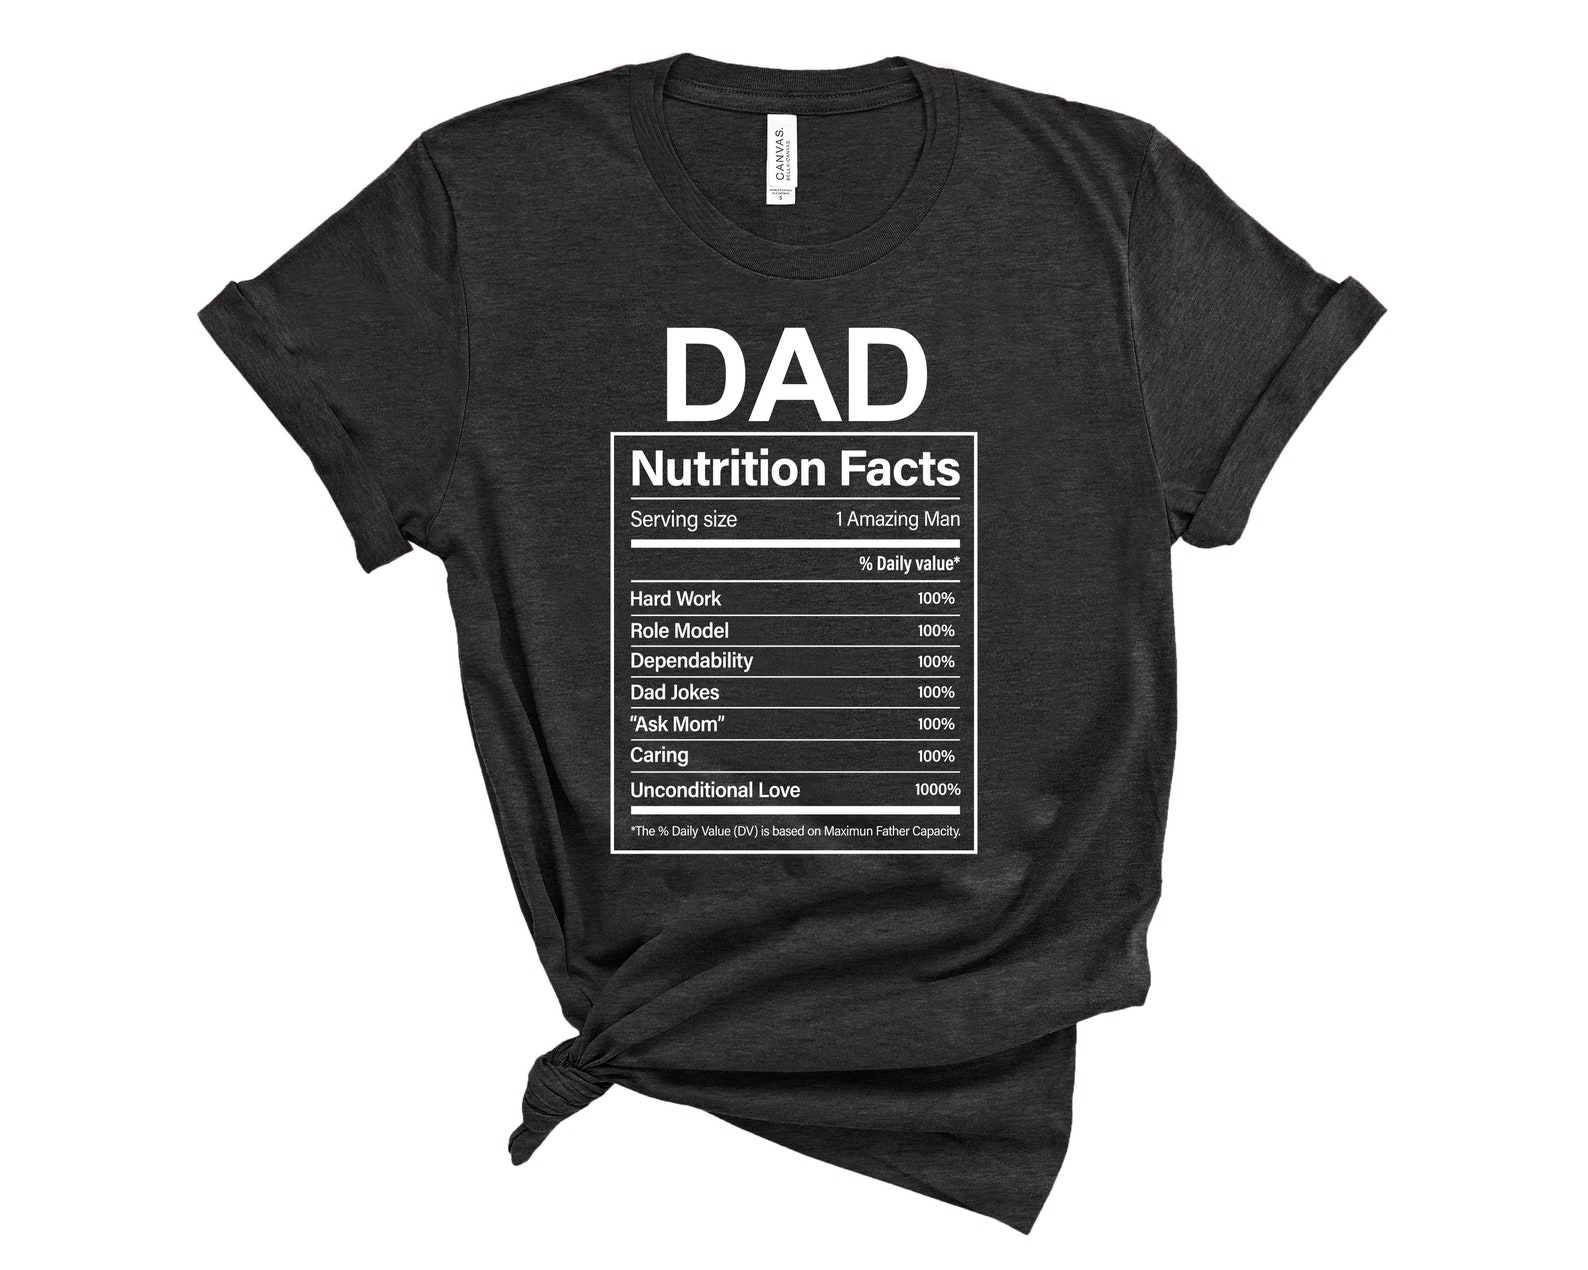 CANVAS.
BELLA+CANVAS.
S
DAD
Nutrition Facts
Serving size 1 Amazing Man
% Daily value*
Hard Work 100%
Role Model 100%
Dependability 100%
Dad Jokes 100%
“Ask Mom” 100%
Caring 100%
Unconditional Love 1000%
*The % Daily Value (DV) is based on Maximun Father Capacity.